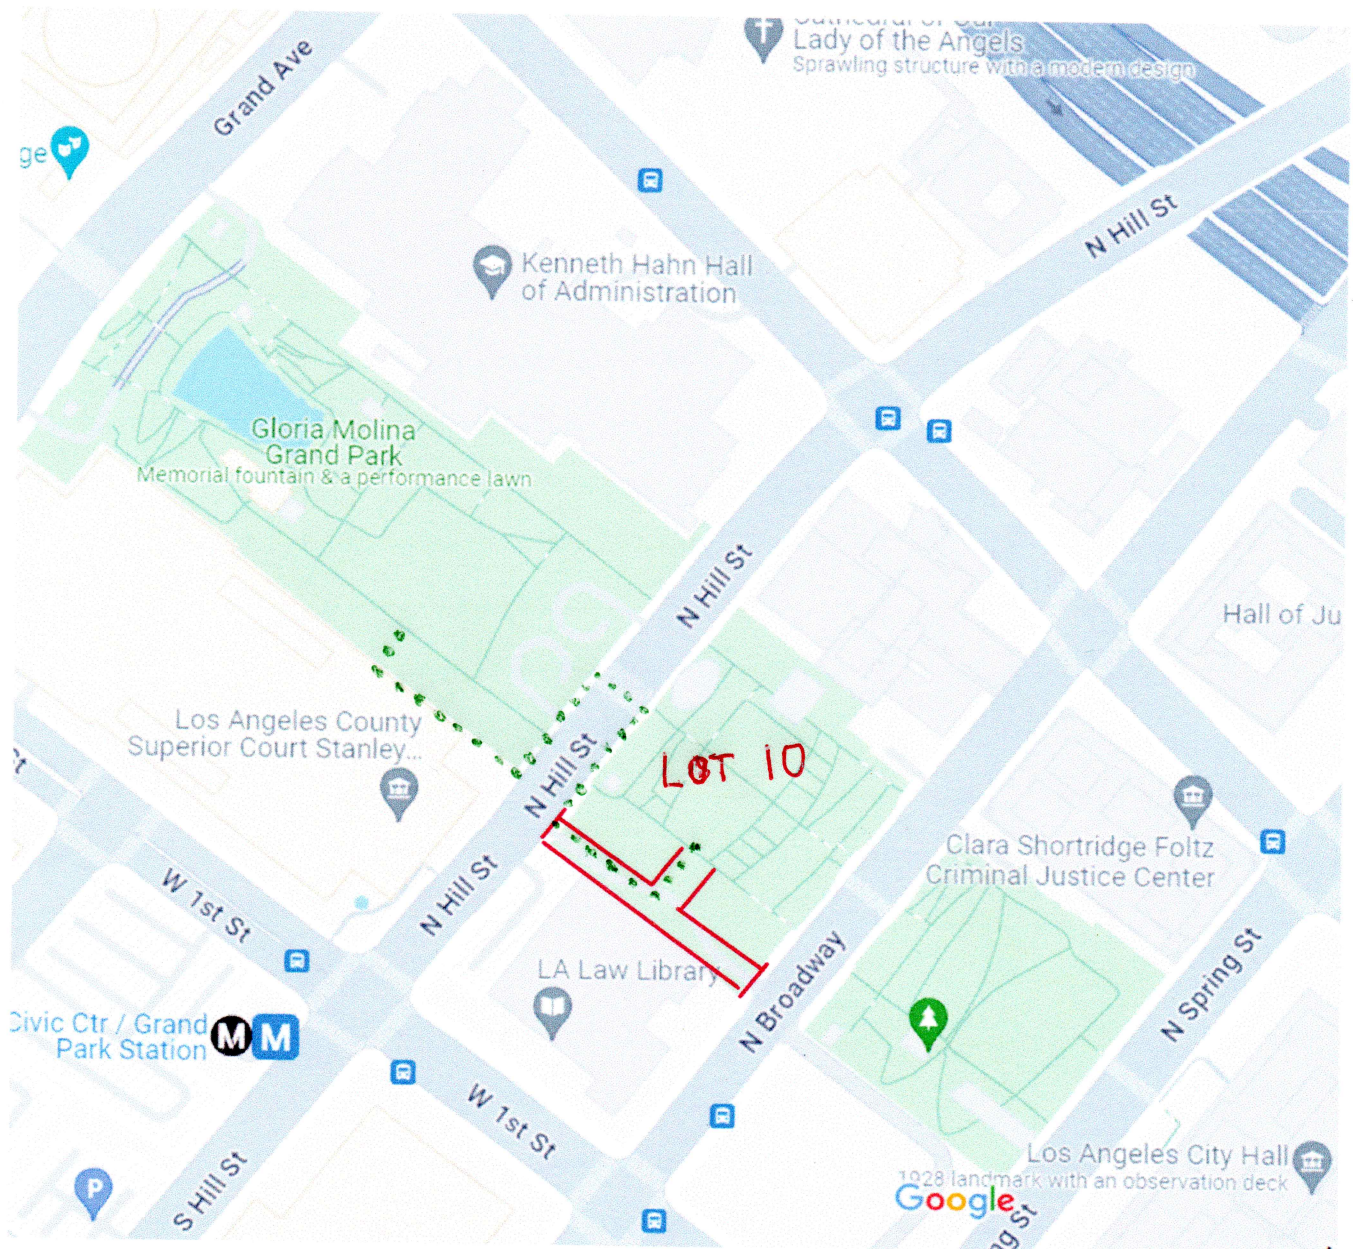 Lady of the Angels
Sprawling structure with a modern design
Grand Ave
ge
N Hill St
Kenneth Hahn Hall
of Administration
Gloria Molina
Grand Park
Memorial fountain & a performance lawn
N Hill St
Hall of Ju
Los Angeles County
Superior Court Stanley...
St
N Hill St
LOT 10
Clara Shortridge Foltz
Criminal Justice Center
W 1st St
N Hill St
LA Law Library
N Broadway
N Spring St
Civic Ctr / Grand
Park Station
M M
W 1st St
P
S Hill St
Los Angeles City Hall
1928 landmark with an observation deck
Google
ng St